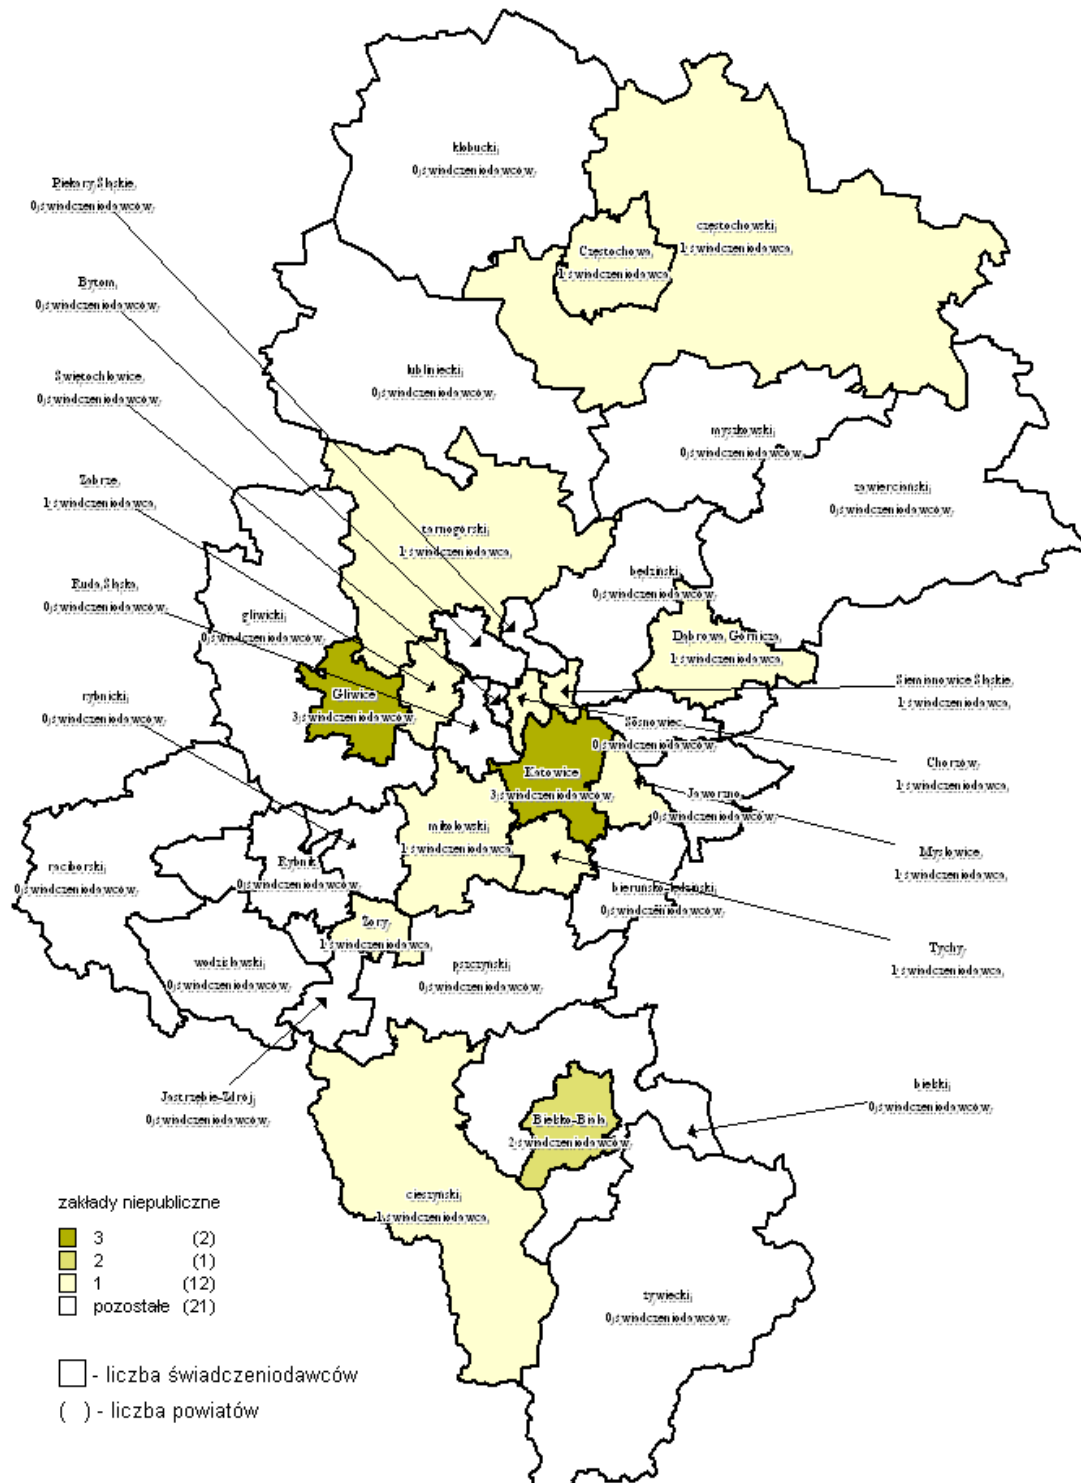 kłobucki,
0 świadczeniodawców,
Piekary Śląskie,
0 świadczeniodawców,
częstochowski,
1 świadczeniodawca,
Częstochowa,
1 świadczeniodawca,
Bytom,
0 świadczeniodawców,
lubliniecki,
0 świadczeniodawców,
Świętochłowice,
0 świadczeniodawców,
myszkowski,
0 świadczeniodawców,
zawierciański,
0 świadczeniodawców,
Zabrze,
1 świadczeniodawca,
tarnogórski,
1 świadczeniodawca,
będziński,
0 świadczeniodawców,
Ruda Śląska,
0 świadczeniodawców,
gliwicki,
0 świadczeniodawców,
Dąbrowa Górnicza,
1 świadczeniodawca,
Siemianowice Śląskie,
1 świadczeniodawca,
Gliwice
3 świadczeniodawców,
rybnicki,
0 świadczeniodawców,
Sosnowiec,
0 świadczeniodawców,
Chorzów,
1 świadczeniodawca,
Katowice
3 świadczeniodawców,
Jaworzno,
0 świadczeniodawców,
mikołowski,
1 świadczeniodawca,
Mysłowice,
1 świadczeniodawca,
raciborski,
0 świadczeniodawców,
Rybnik,
0 świadczeniodawców,
bieruńsko-lędziński,
0 świadczeniodawców,
Żory,
1 świadczeniodawca,
Tychy,
1 świadczeniodawca,
wodzisławski,
0 świadczeniodawców,
pszczyński,
0 świadczeniodawców,
Jastrzębie-Zdrój,
0 świadczeniodawców,
bielski,
0 świadczeniodawców,
Bielsko-Biała,
2 świadczeniodawców,
cieszyński,
1 świadczeniodawca,
żywiecki,
0 świadczeniodawców,
zakłady niepubliczne
3 (2)
2 (1)
1 (12)
pozostałe (21)
- liczba świadczeniodawców
( ) - liczba powiatów